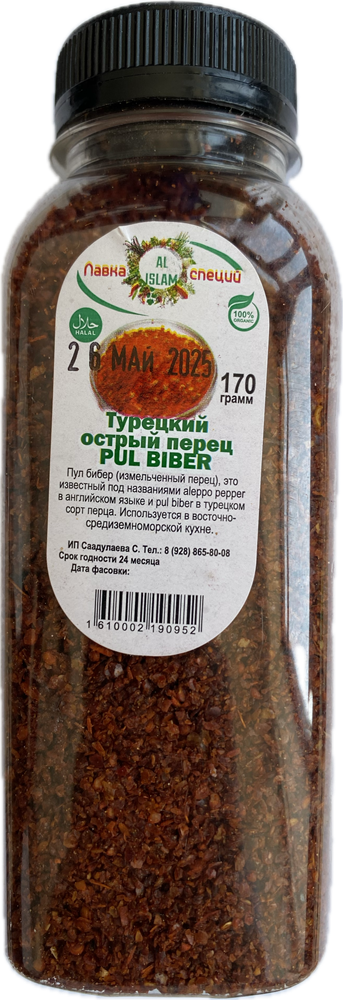 AL
ISLAM
Лавка специй
حلال
HALAL
100%
ORGANIC
26 МАЙ 2025
170
грамм
Турецкий
острый перец
PUL BIBER
Пул бибер (измельченный перец), это
известный под названиями aleppo pepper
в английском языке и pul biber в турецком
сорт перца. Используется в восточно-
средиземноморской кухне.
ИП Саадулаева С. Тел.: 8 (928) 865-80-08
Срок годности 24 месяца
Дата фасовки:
1 610002 190952